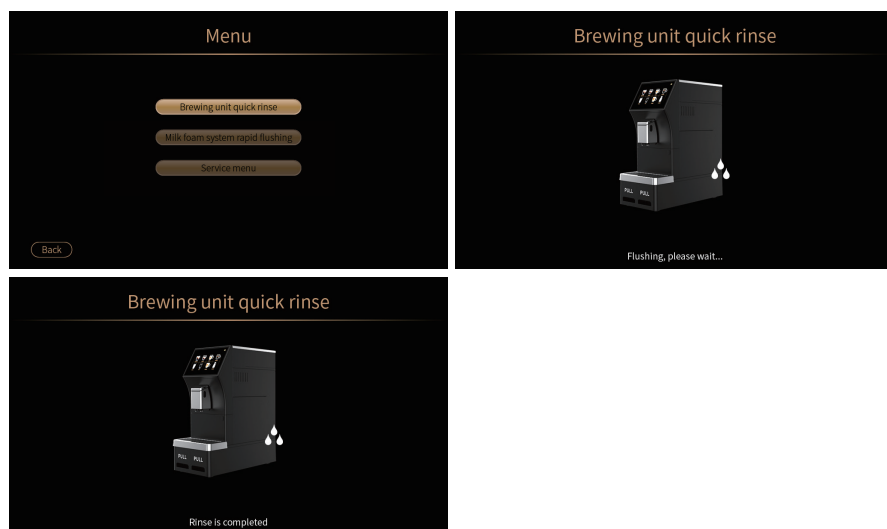 Menu
Brewing unit quick rinse
Milk foam system rapid flushing
Service menu
Back
Brewing unit quick rinse
PULL PULL
Flushing, please wait...
Brewing unit quick rinse
PULL PULL
Rinse is completed